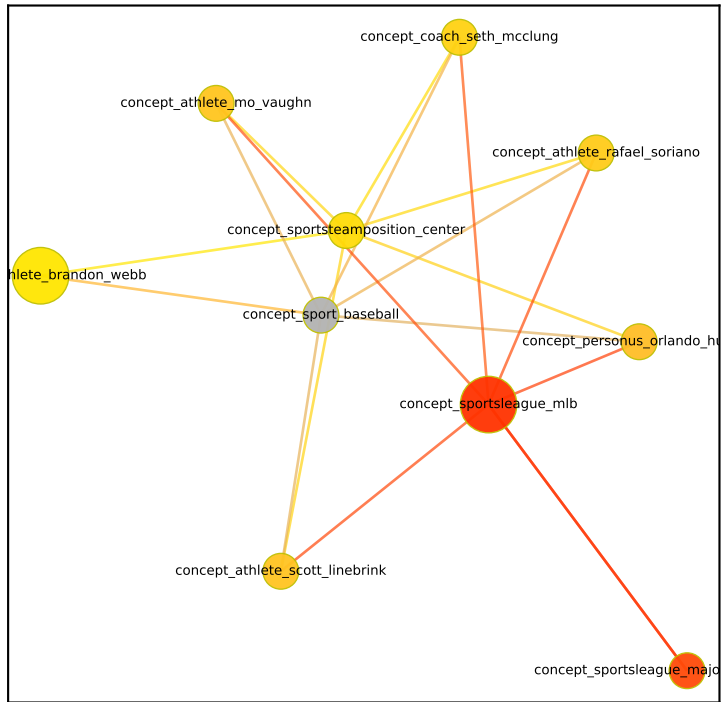 concept_coach_seth_mcclung
concept_athlete_mo_vaughn
concept_athlete_rafael_soriano
concept_sportsteamposition_center
hlete_brandon_webb
concept_sport_baseball
concept_personus_orlando_hu
concept_sportsleague_mlb
concept_athlete_scott_linebrink
concept_sportsleague_majo